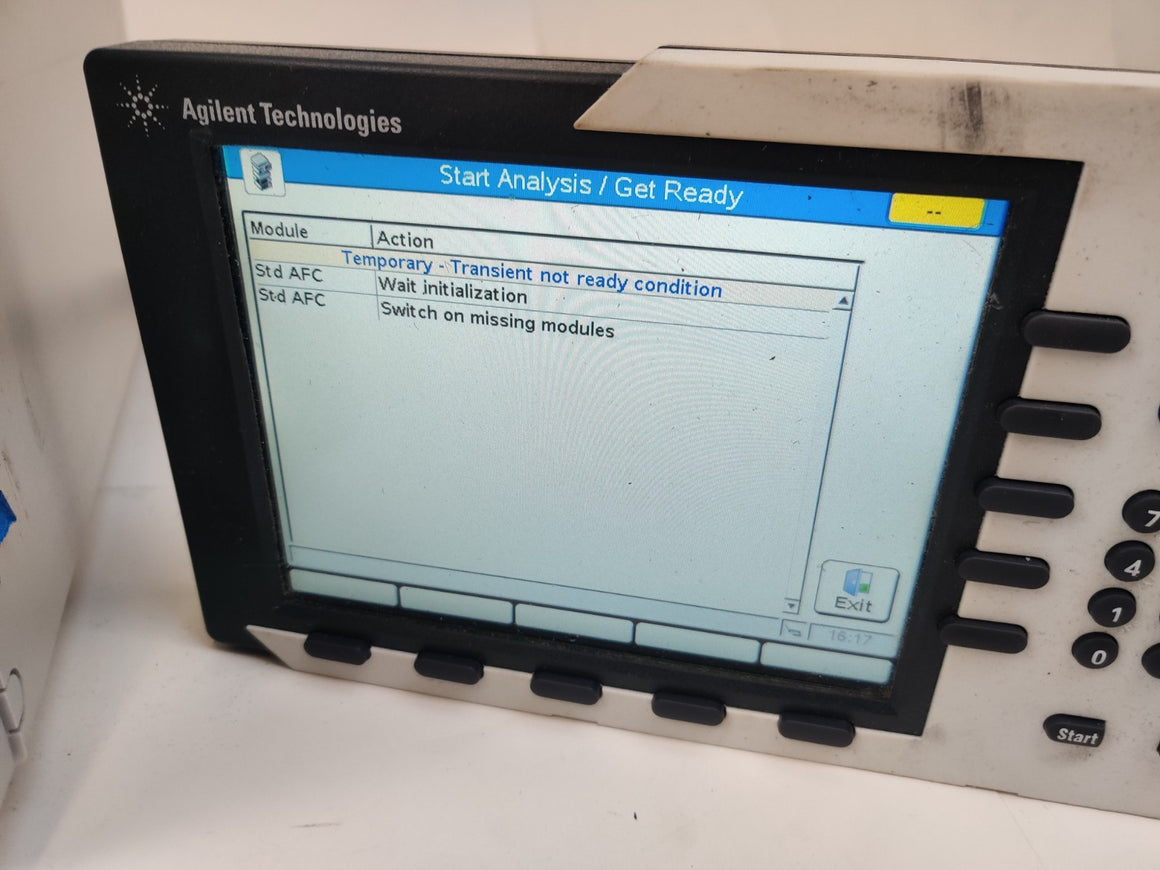 Agilent Technologies
Start Analysis / Get Ready
--
Module Action
Temporary - Transient not ready condition
Std AFC Wait initialization
Std AFC Switch on missing modules
Exit
16:17
7
4
1
0
Start